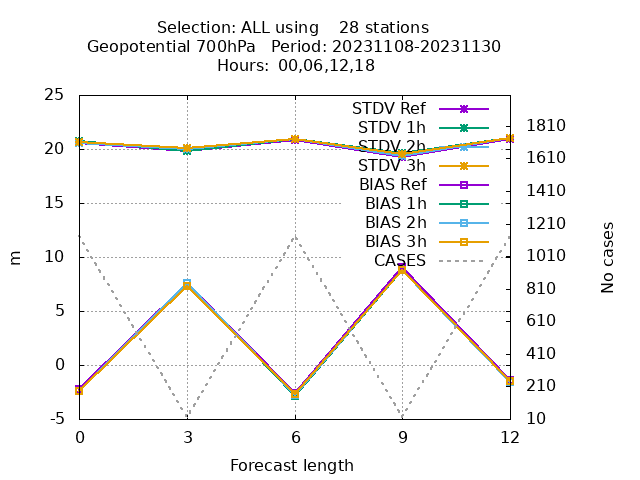 Selection: ALL using 28 stations
Geopotential 700hPa Period: 20231108-20231130
Hours: 00,06,12,18
25
20
15
10
5
0
-5
m
STDV Ref
STDV 1h
STDV 2h
STDV 3h
BIAS Ref
BIAS 1h
BIAS 2h
BIAS 3h
CASES
1810
1610
1410
1210
1010
810
610
410
210
10
No cases
0 3 6 9 12
Forecast length